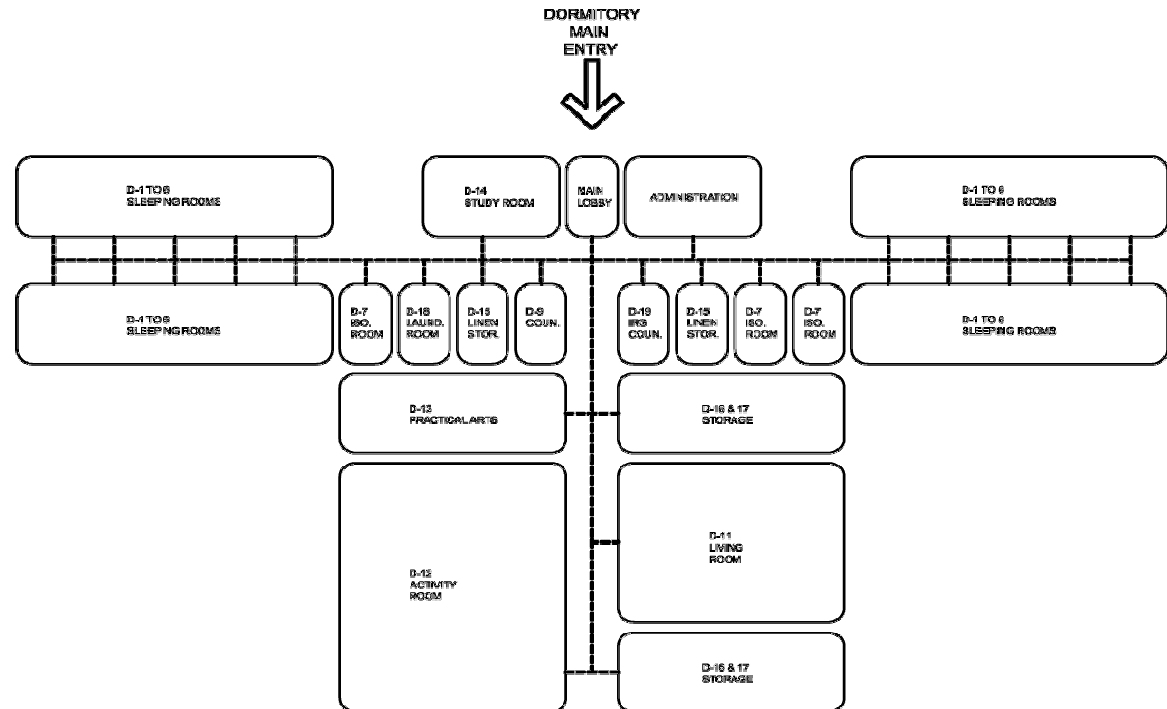 DORMITORY
MAIN
ENTRY
D-1 TO 6
SLEEPING ROOMS
D-14
STUDY ROOM
MAIN
LOBBY
ADMINISTRATION
D-1 TO 6
SLEEPING ROOMS
D-1 TO 6
SLEEPING ROOMS
D-7
ISO.
ROOM
D-18
LAUND.
ROOM
D-15
LINEN
STOR.
D-9
COUN.
D-19
COUN.
D-15
LINEN
STOR.
D-7
ISO.
ROOM
D-7
ISO.
ROOM
D-1 TO 6
SLEEPING ROOMS
D-13
PRACTICAL ARTS
D-16 & 17
STORAGE
D-12
ACTIVITY
ROOM
D-11
LIVING
ROOM
D-16 & 17
STORAGE